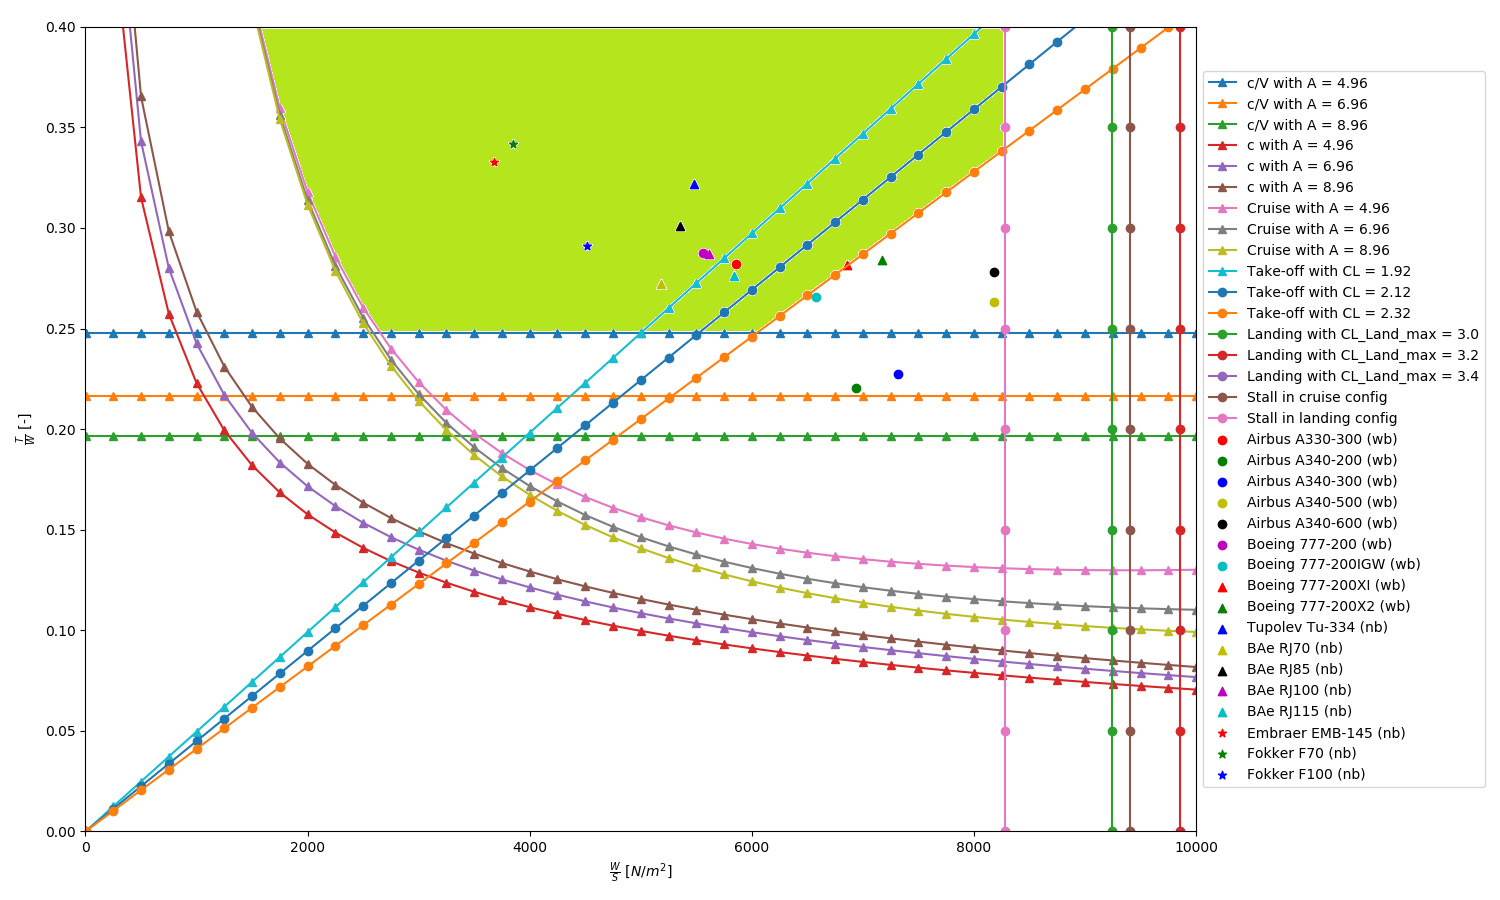 0.40
0.35
0.30
0.25
0.20
0.15
0.10
0.05
0.00
T/W [-]
0 2000 4000 6000 8000 10000
W/S [N/m²]
c/V with A = 4.96
c/V with A = 6.96
c/V with A = 8.96
c with A = 4.96
c with A = 6.96
c with A = 8.96
Cruise with A = 4.96
Cruise with A = 6.96
Cruise with A = 8.96
Take-off with CL = 1.92
Take-off with CL = 2.12
Take-off with CL = 2.32
Landing with CL_Land_max = 3.0
Landing with CL_Land_max = 3.2
Landing with CL_Land_max = 3.4
Stall in cruise config
Stall in landing config
Airbus A330-300 (wb)
Airbus A340-200 (wb)
Airbus A340-300 (wb)
Airbus A340-500 (wb)
Airbus A340-600 (wb)
Boeing 777-200 (wb)
Boeing 777-200IGW (wb)
Boeing 777-200XI (wb)
Boeing 777-200X2 (wb)
Tupolev Tu-334 (nb)
BAe RJ70 (nb)
BAe RJ85 (nb)
BAe RJ100 (nb)
BAe RJ115 (nb)
Embraer EMB-145 (nb)
Fokker F70 (nb)
Fokker F100 (nb)